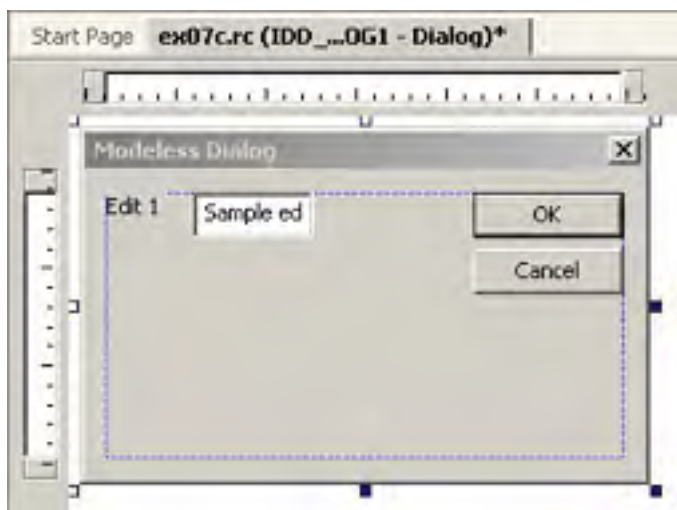 Start Page ex07c.rc (IDD_...OG1 - Dialog)*
Modeless Dialog
Edit 1 Sample ed OK
Cancel